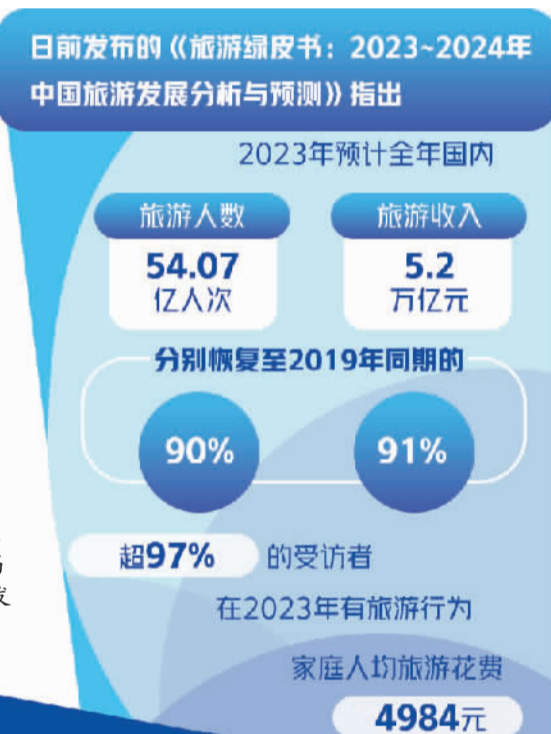 日前发布的《旅游绿皮书：2023~2024年
中国旅游发展分析与预测》指出
2023年预计全年国内
旅游人数
54.07
亿人次
旅游收入
5.2
万亿元
分别恢复至2019年同期的
90%
91%
超97% 的受访者
在2023年有旅游行为
家庭人均旅游花费
4984元